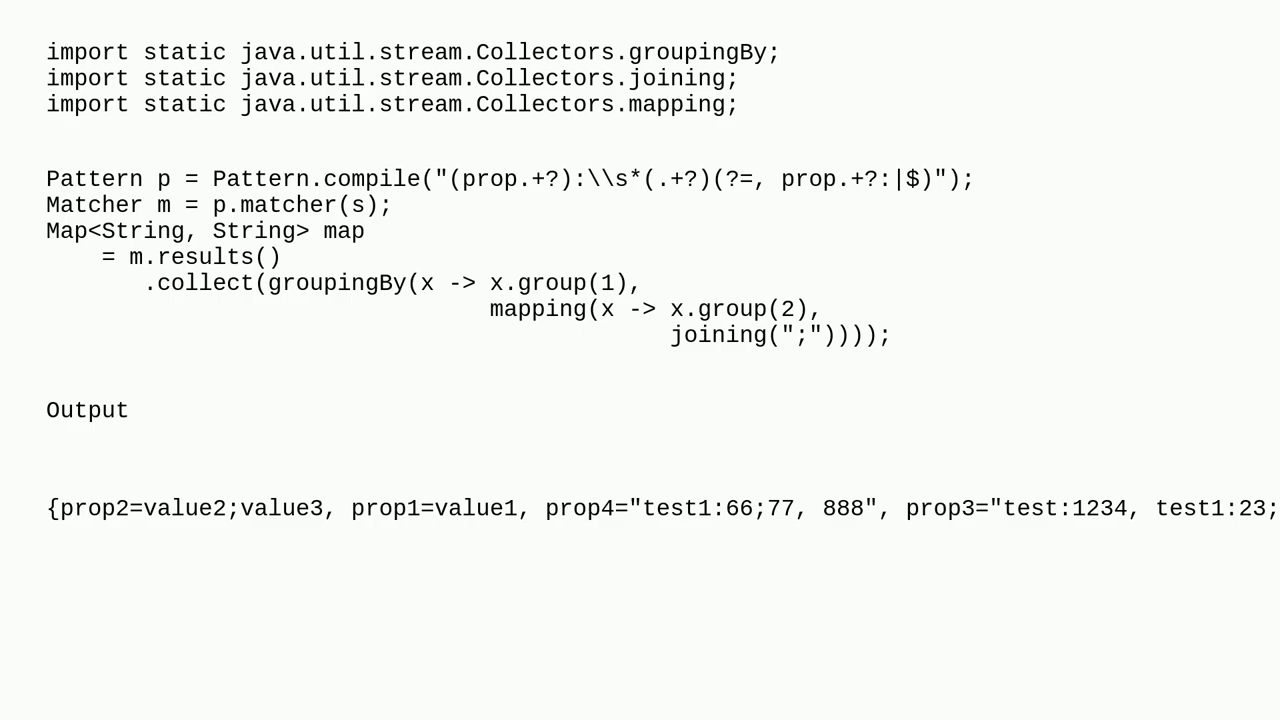 import static java.util.stream.Collectors.groupingBy;
import static java.util.stream.Collectors.joining;
import static java.util.stream.Collectors.mapping;
Pattern p = Pattern.compile("(prop.+?):\\s*(.+?)(?=, prop.+?:|$)");
Matcher m = p.matcher(s);
Map<String, String> map
    = m.results()
       .collect(groupingBy(x -> x.group(1),
                                mapping(x -> x.group(2),
                                             joining(";"))));
Output
{prop2=value2;value3, prop1=value1, prop4="test1:66;77, 888", prop3="test:1234, test1:23;